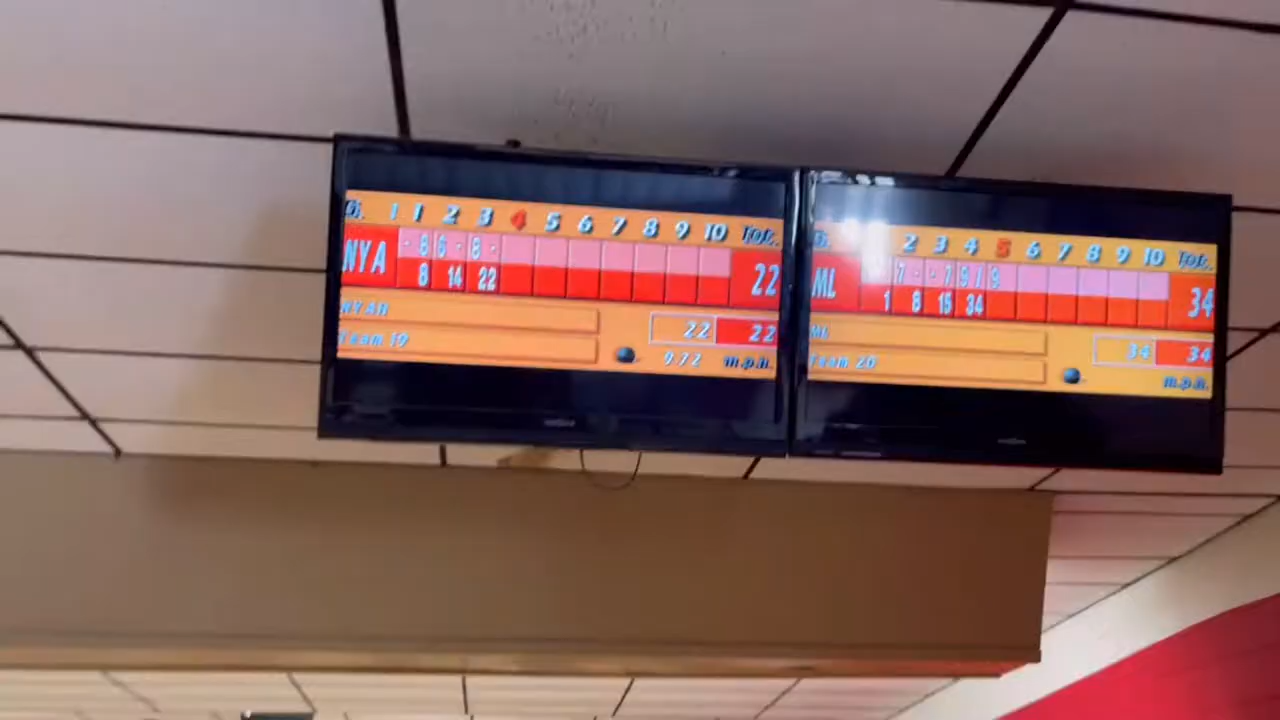 G. 1 1 2 3 4 5 6 7 8 9 10 TOT.
NYA - 8 6 - 8 - 22
8 14 22
NYAH 22 22
Team 19 9.72 m.p.h.
2 3 4 5 6 7 8 9 10 TOT.
ML 7 - - 7 9 / 9 34
1 8 15 34
ML 34 34
Team 20 m.p.h.